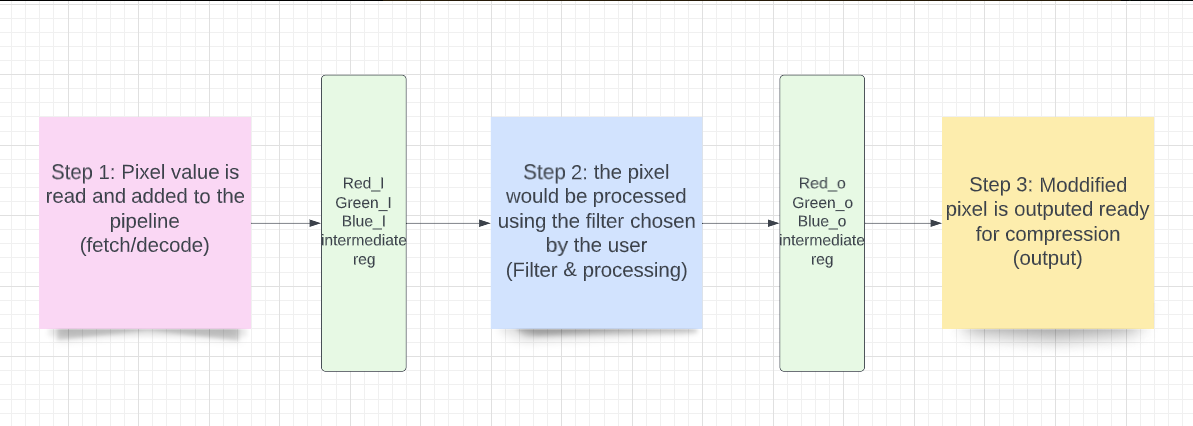 Step 1: Pixel value is
read and added to the
pipeline
(fetch/decode)
Red_I
Green_I
Blue_I
intermediate
reg
Step 2: the pixel
would be processed
using the filter chosen
by the user
(Filter & processing)
Red_o
Green_o
Blue_o
intermediate
reg
Step 3: Moddified
pixel is outputed ready
for compression
(output)